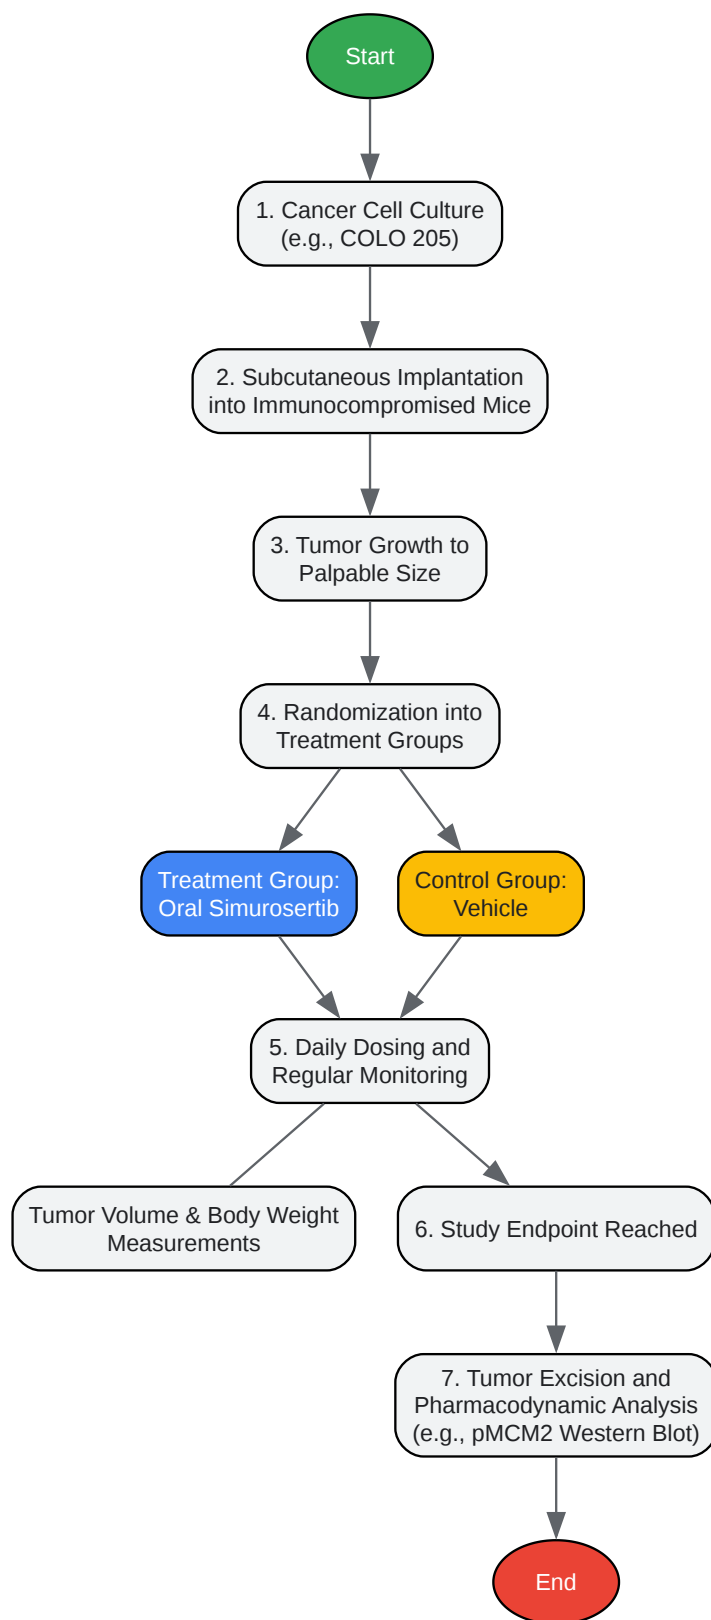 Start
1. Cancer Cell Culture
(e.g., COLO 205)
2. Subcutaneous Implantation
into Immunocompromised Mice
3. Tumor Growth to
Palpable Size
4. Randomization into
Treatment Groups
Treatment Group:
Oral Simurosertib
Control Group:
Vehicle
5. Daily Dosing and
Regular Monitoring
Tumor Volume & Body Weight
Measurements
6. Study Endpoint Reached
7. Tumor Excision and
Pharmacodynamic Analysis
(e.g., pMCM2 Western Blot)
End